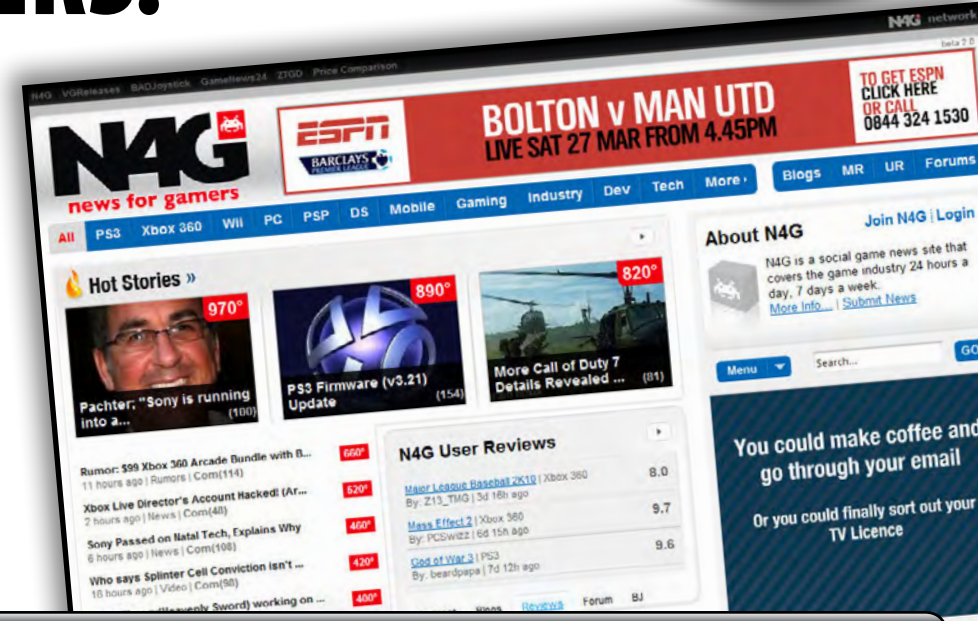 N4G network
N4G VGReleases BADJoystick GameNews24 ZTGD Price Comparison
beta 2.0
N4G
news for gamers
ESPN
BARCLAYS
PREMIER LEAGUE
BOLTON v MAN UTD
LIVE SAT 27 MAR FROM 4.45PM
TO GET ESPN
CLICK HERE
OR CALL
0844 324 1530
All PS3 Xbox 360 Wii PC PSP DS Mobile Gaming Industry Dev Tech More
Blogs MR UR Forums
Hot Stories »
970°
Pachter: "Sony is running
into a... (100)
890°
PS3 Firmware (v3.21)
Update (154)
820°
More Call of Duty 7
Details Revealed ... (81)
Rumor: $99 Xbox 360 Arcade Bundle with B... 660°
11 hours ago | Rumors | Com(114)
Xbox Live Director's Account Hacked! (Ar... 520°
2 hours ago | News | Com(48)
Sony Passed on Natal Tech, Explains Why 460°
6 hours ago | News | Com(108)
Who says Splinter Cell Conviction isn't ... 420°
16 hours ago | Video | Com(98)
Heavenly Sword) working on ... 400°
N4G User Reviews
Major League Baseball 2K10 | Xbox 360 8.0
By: Z13_TMG | 3d 16h ago
Mass Effect 2 | Xbox 360 9.7
By: PCSwizz | 6d 15h ago
God of War 3 | PS3 9.6
By: beardpapa | 7d 12h ago
Blogs Reviews Forum BJ
About N4G
Join N4G | Login
N4G is a social game news site that
covers the game industry 24 hours a
day, 7 days a week.
More Info... | Submit News
Menu Search... GO
You could make coffee and
go through your email
Or you could finally sort out your
TV Licence